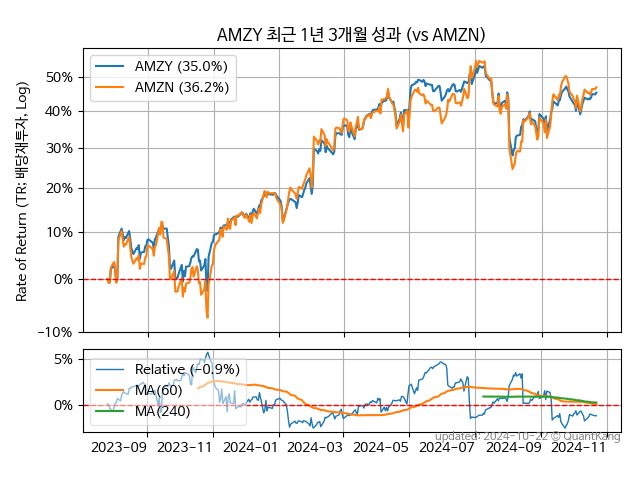 AMZY 최근 1년 3개월 성과 (vs AMZN)
Rate of Return (TR: 배당재투자, Log)
AMZY (35.0%)
AMZN (36.2%)
50%
40%
30%
20%
10%
0%
−10%
Relative (−0.9%)
MA(60)
MA(240)
5%
0%
2023-09 2023-11 2024-01 2024-03 2024-05 2024-07 2024-09 2024-11
updated: 2024-10-22 © QuantKang